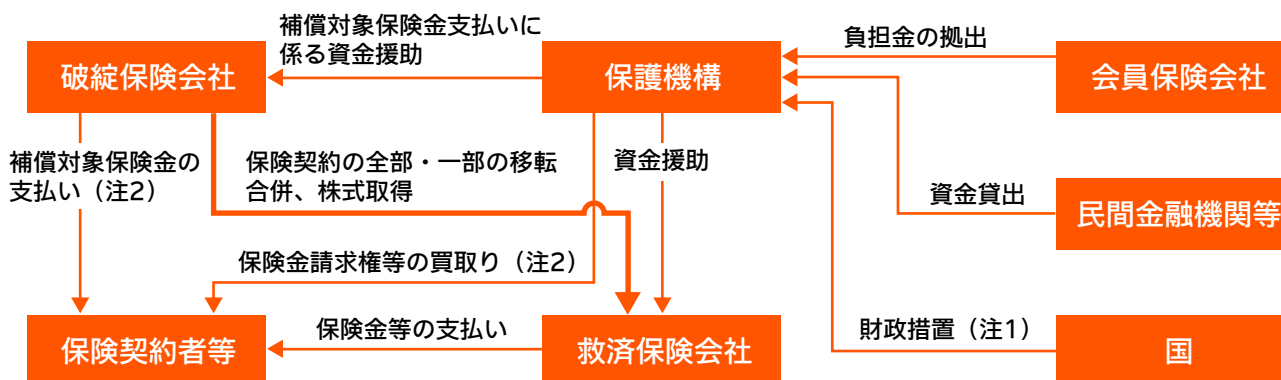 補償対象保険金支払いに
係る資金援助
負担金の拠出
破綻保険会社
保護機構
会員保険会社
補償対象保険金の
支払い（注2）
保険契約の全部・一部の移転
合併、株式取得
資金援助
資金貸出
民間金融機関等
保険金請求権等の買取り（注2）
保険金等の支払い
財政措置（注1）
保険契約者等
救済保険会社
国